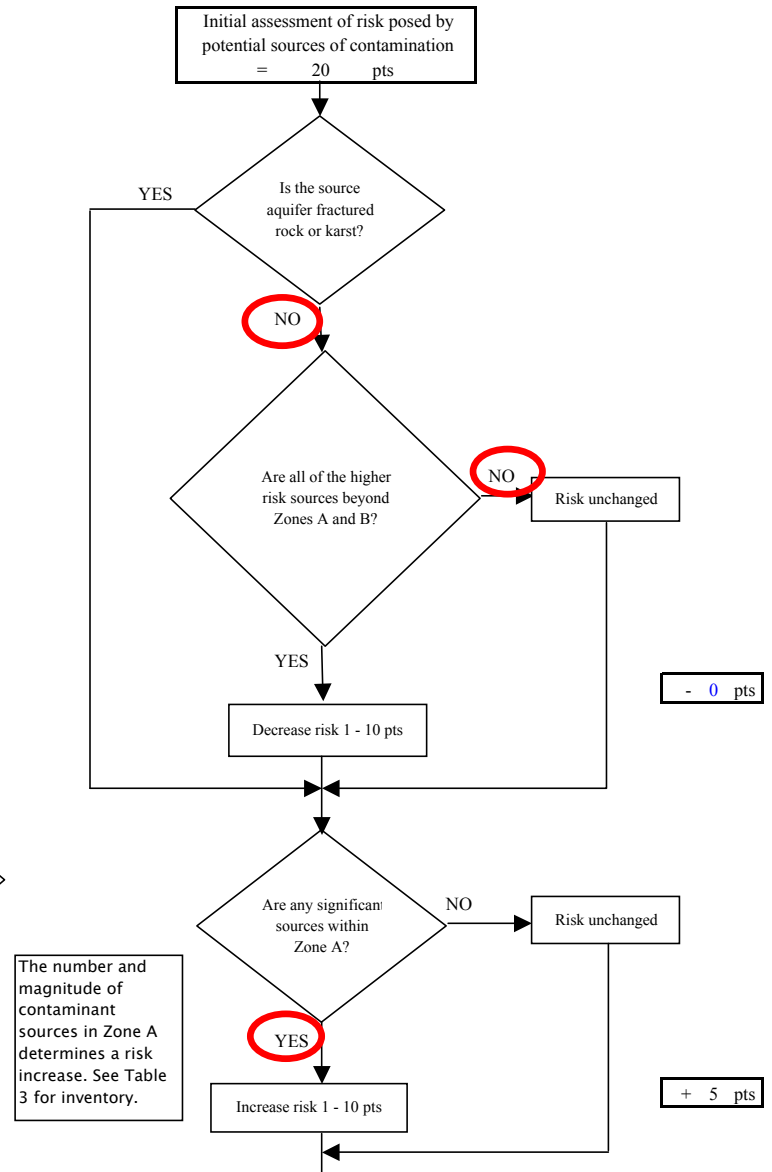 Initial assessment of risk posed by
potential sources of contamination
= 20 pts
YES
Is the source
aquifer fractured
rock or karst?
NO
Are all of the higher
risk sources beyond
Zones A and B?
NO
Risk unchanged
YES
- 0 pts
Decrease risk 1 - 10 pts
Are any significant
sources within
Zone A?
NO
Risk unchanged
The number and
magnitude of
contaminant
sources in Zone A
determines a risk
increase. See Table
3 for inventory.
YES
Increase risk 1 - 10 pts
+ 5 pts